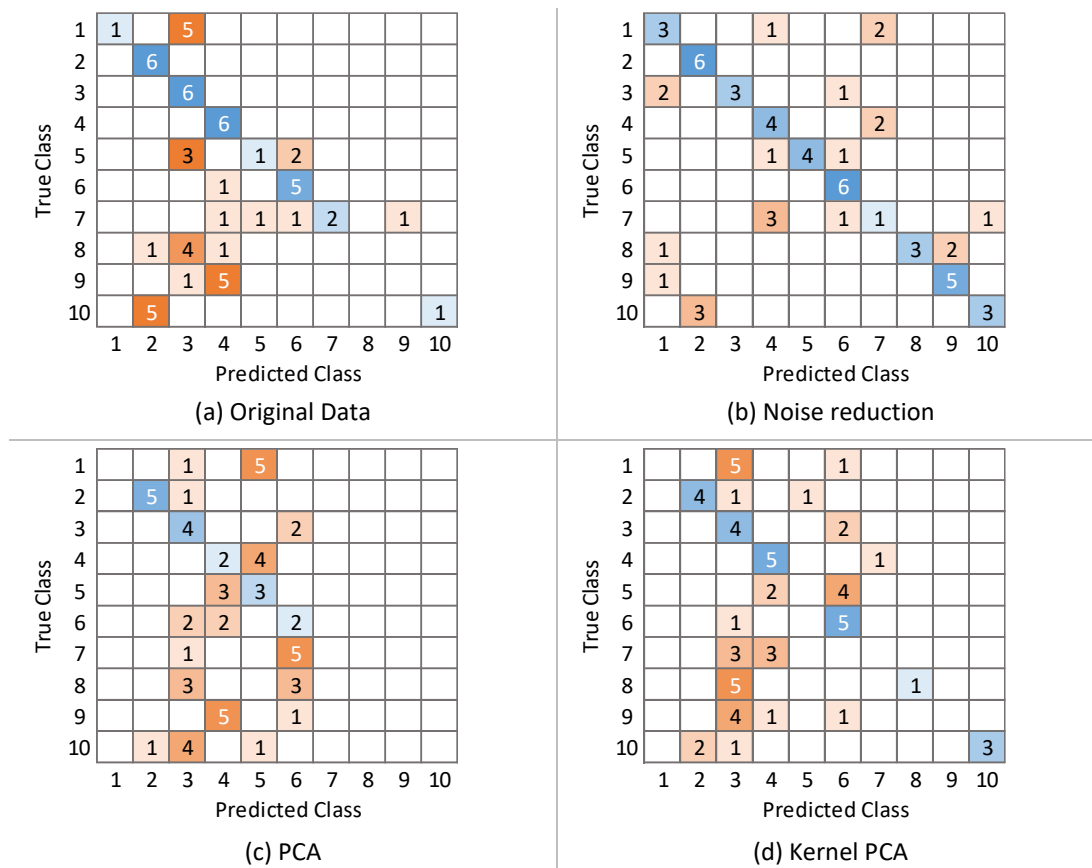 1 1 5
2 6
3 6
4 6
5 3 1 2
6 1 5
7 1 1 1 2 1
8 1 4 1
9 1 5
10 5 1
1 2 3 4 5 6 7 8 9 10
True Class
Predicted Class
(a) Original Data
1 3 1 2
2 6
3 2 3 1
4 4 2
5 1 4 1
6 6
7 3 1 1 1
8 1 3 2
9 1 5
10 3 3
1 2 3 4 5 6 7 8 9 10
True Class
Predicted Class
(b) Noise reduction
1 1 5
2 5 1
3 4 2
4 2 4
5 3 3
6 2 2 2
7 1 5
8 3 3
9 5 1
10 1 4 1
1 2 3 4 5 6 7 8 9 10
True Class
Predicted Class
(c) PCA
1 5 1
2 4 1 1
3 4 2
4 5 1
5 2 4
6 1 5
7 3 3
8 5 1
9 4 1 1
10 2 1 3
1 2 3 4 5 6 7 8 9 10
True Class
Predicted Class
(d) Kernel PCA